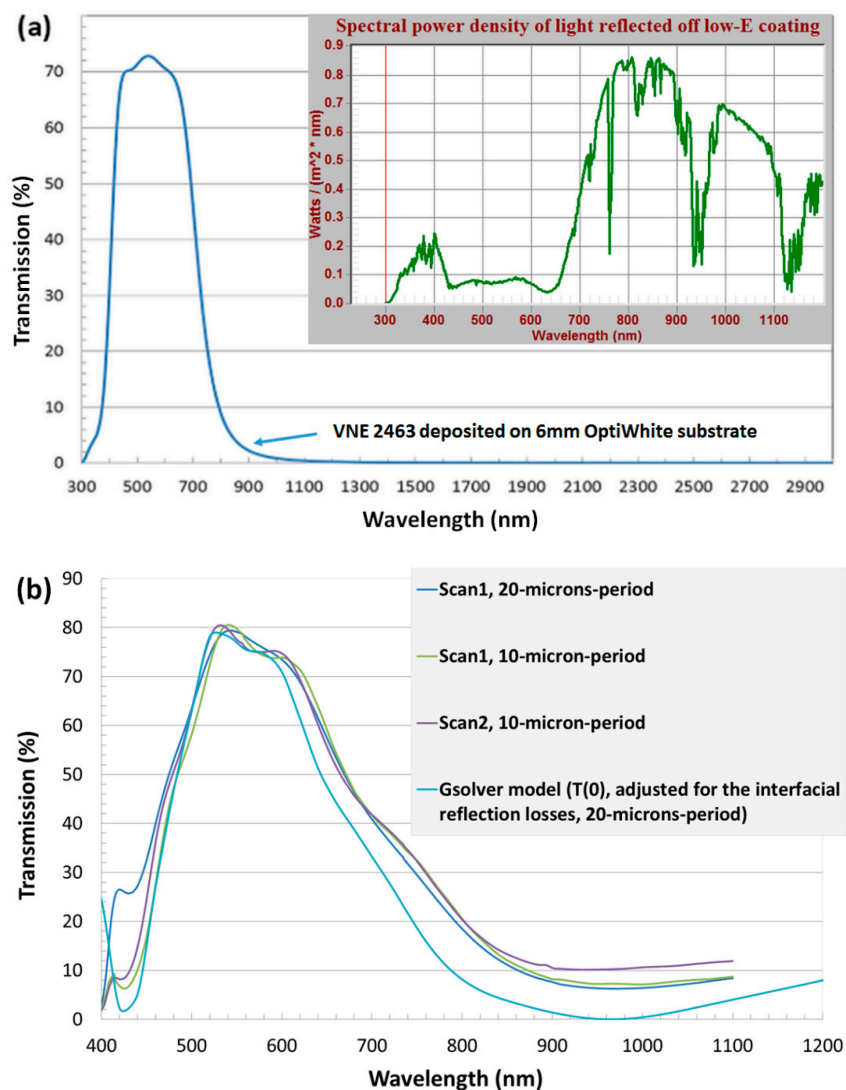 (a)
Spectral power density of light reflected off low-E coating
Watts / (m^2 * nm)
0.9
0.8
0.7
0.6
0.5
0.4
0.3
0.2
0.1
0.0
300 400 500 600 700 800 900 1000 1100
Wavelength (nm)
Transmission (%)
70
60
50
40
30
20
10
0
VNE 2463 deposited on 6mm OptiWhite substrate
300 500 700 900 1100 1300 1500 1700 1900 2100 2300 2500 2700 2900
Wavelength (nm)
(b)
Transmission (%)
90
80
70
60
50
40
30
20
10
0
Scan1, 20-microns-period
Scan1, 10-micron-period
Scan2, 10-micron-period
Gsolver model (T(0), adjusted for the interfacial
reflection losses, 20-microns-period)
400 500 600 700 800 900 1000 1100 1200
Wavelength (nm)